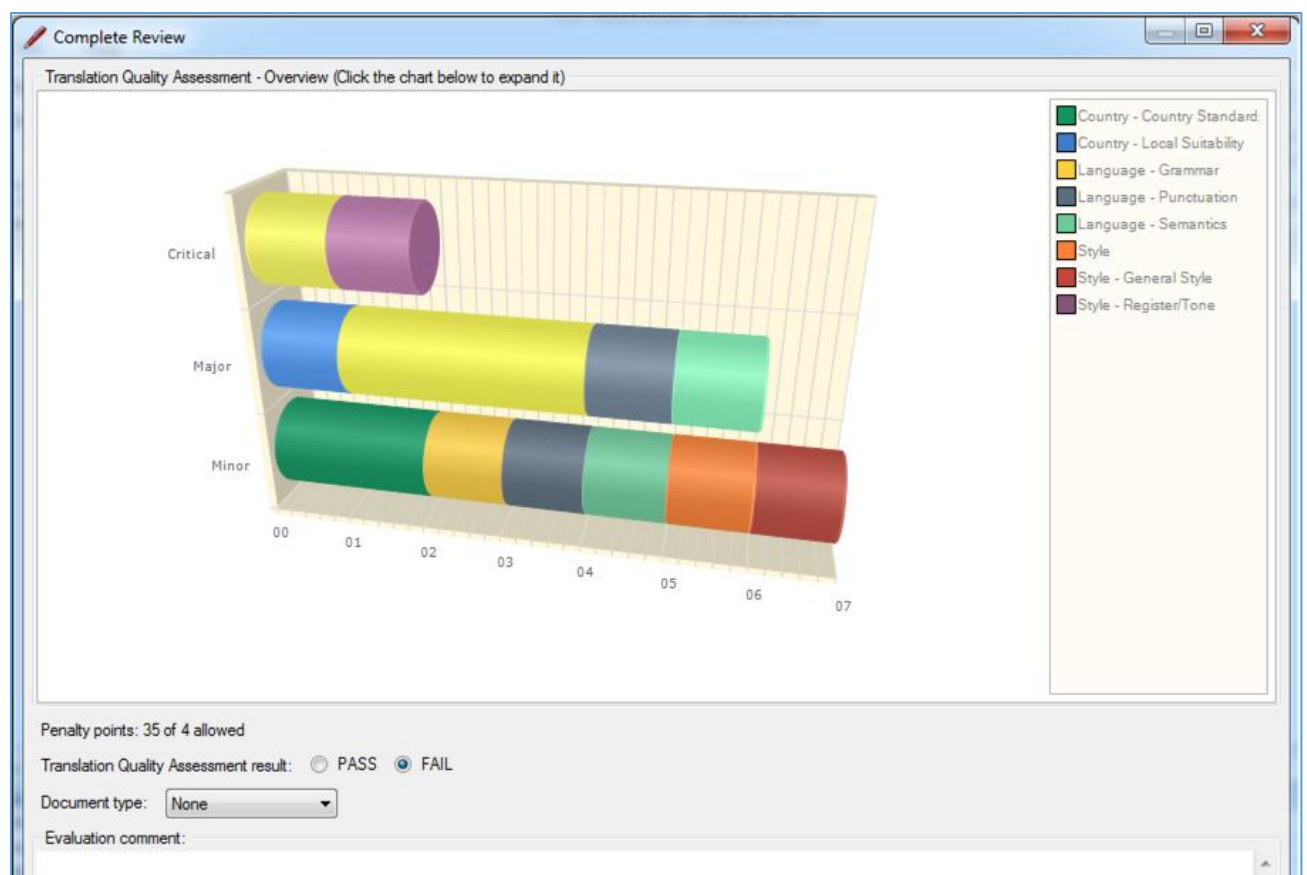 Complete Review
Translation Quality Assessment - Overview (Click the chart below to expand it)
Country - Country Standard
Country - Local Suitability
Language - Grammar
Language - Punctuation
Language - Semantics
Style
Style - General Style
Style - Register/Tone
Critical
Major
Minor
00
01
02
03
04
05
06
07
Penalty points: 35 of 4 allowed
Translation Quality Assessment result: PASS FAIL
Document type: None
Evaluation comment: